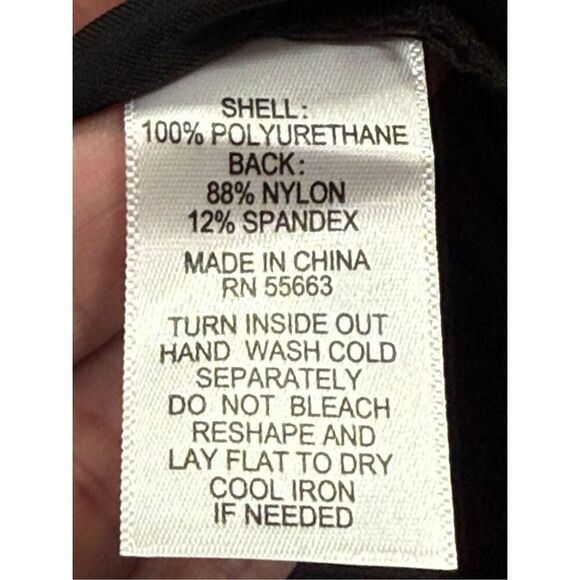 SHELL:
100% POLYURETHANE
BACK:
88% NYLON
12% SPANDEX
MADE IN CHINA
RN 55663
TURN INSIDE OUT
HAND WASH COLD
SEPARATELY
DO NOT BLEACH
RESHAPE AND
LAY FLAT TO DRY
COOL IRON
IF NEEDED